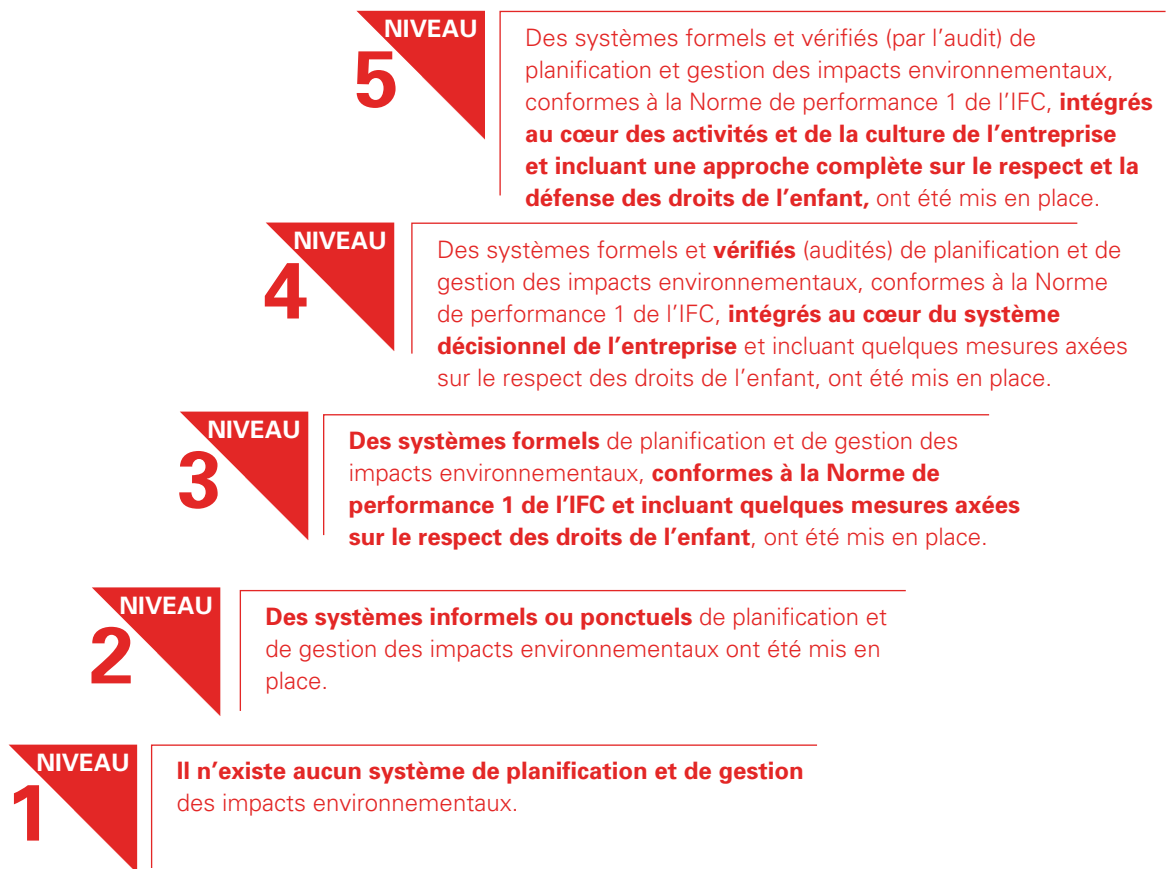 NIVEAU
5
Des systèmes formels et vérifiés (par l’audit) de
planification et gestion des impacts environnementaux,
conformes à la Norme de performance 1 de l’IFC, intégrés
au cœur des activités et de la culture de l’entreprise
et incluant une approche complète sur le respect et la
défense des droits de l’enfant, ont été mis en place.
NIVEAU
4
Des systèmes formels et vérifiés (audités) de planification et de
gestion des impacts environnementaux, conformes à la Norme
de performance 1 de l’IFC, intégrés au cœur du système
décisionnel de l’entreprise et incluant quelques mesures axées
sur le respect des droits de l’enfant, ont été mis en place.
NIVEAU
3
Des systèmes formels de planification et de gestion des
impacts environnementaux, conformes à la Norme de
performance 1 de l’IFC et incluant quelques mesures axées
sur le respect des droits de l’enfant, ont été mis en place.
NIVEAU
2
Des systèmes informels ou ponctuels de planification et
de gestion des impacts environnementaux ont été mis en
place.
NIVEAU
1
Il n’existe aucun système de planification et de gestion
des impacts environnementaux.